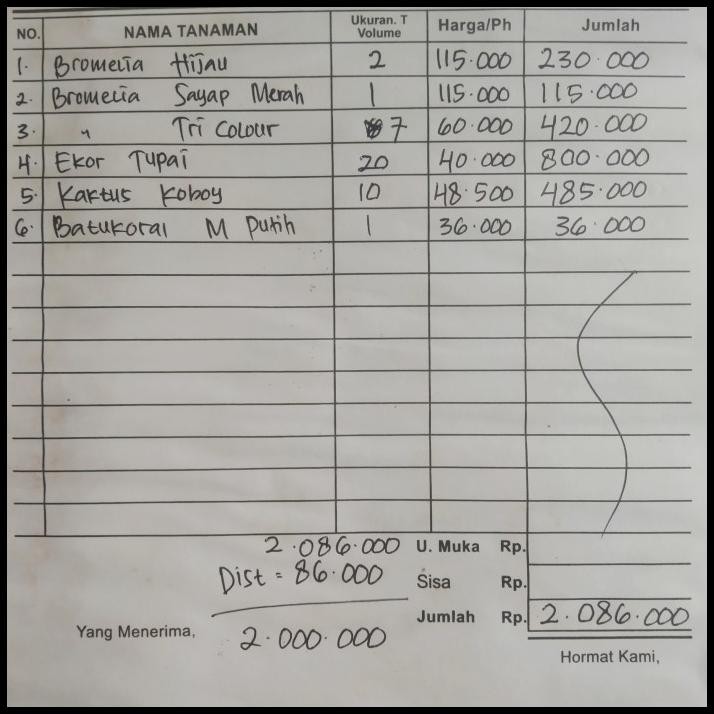 NO. NAMA TANAMAN Ukuran. T Volume Harga/Ph Jumlah
1. Bromelia Hijau 2 115.000 230.000
2. Bromelia Sayap Merah 1 115.000 115.000
3. " Tri Colour 7 60.000 420.000
4. Ekor Tupai 20 40.000 800.000
5. Kaktus Koboy 10 48.500 485.000
6. Batukoral M Putih 1 36.000 36.000
2.086.000 U. Muka Rp.
Dist = 86.000 Sisa Rp.
Jumlah Rp. 2.086.000
Yang Menerima, 2.000.000
Hormat Kami,